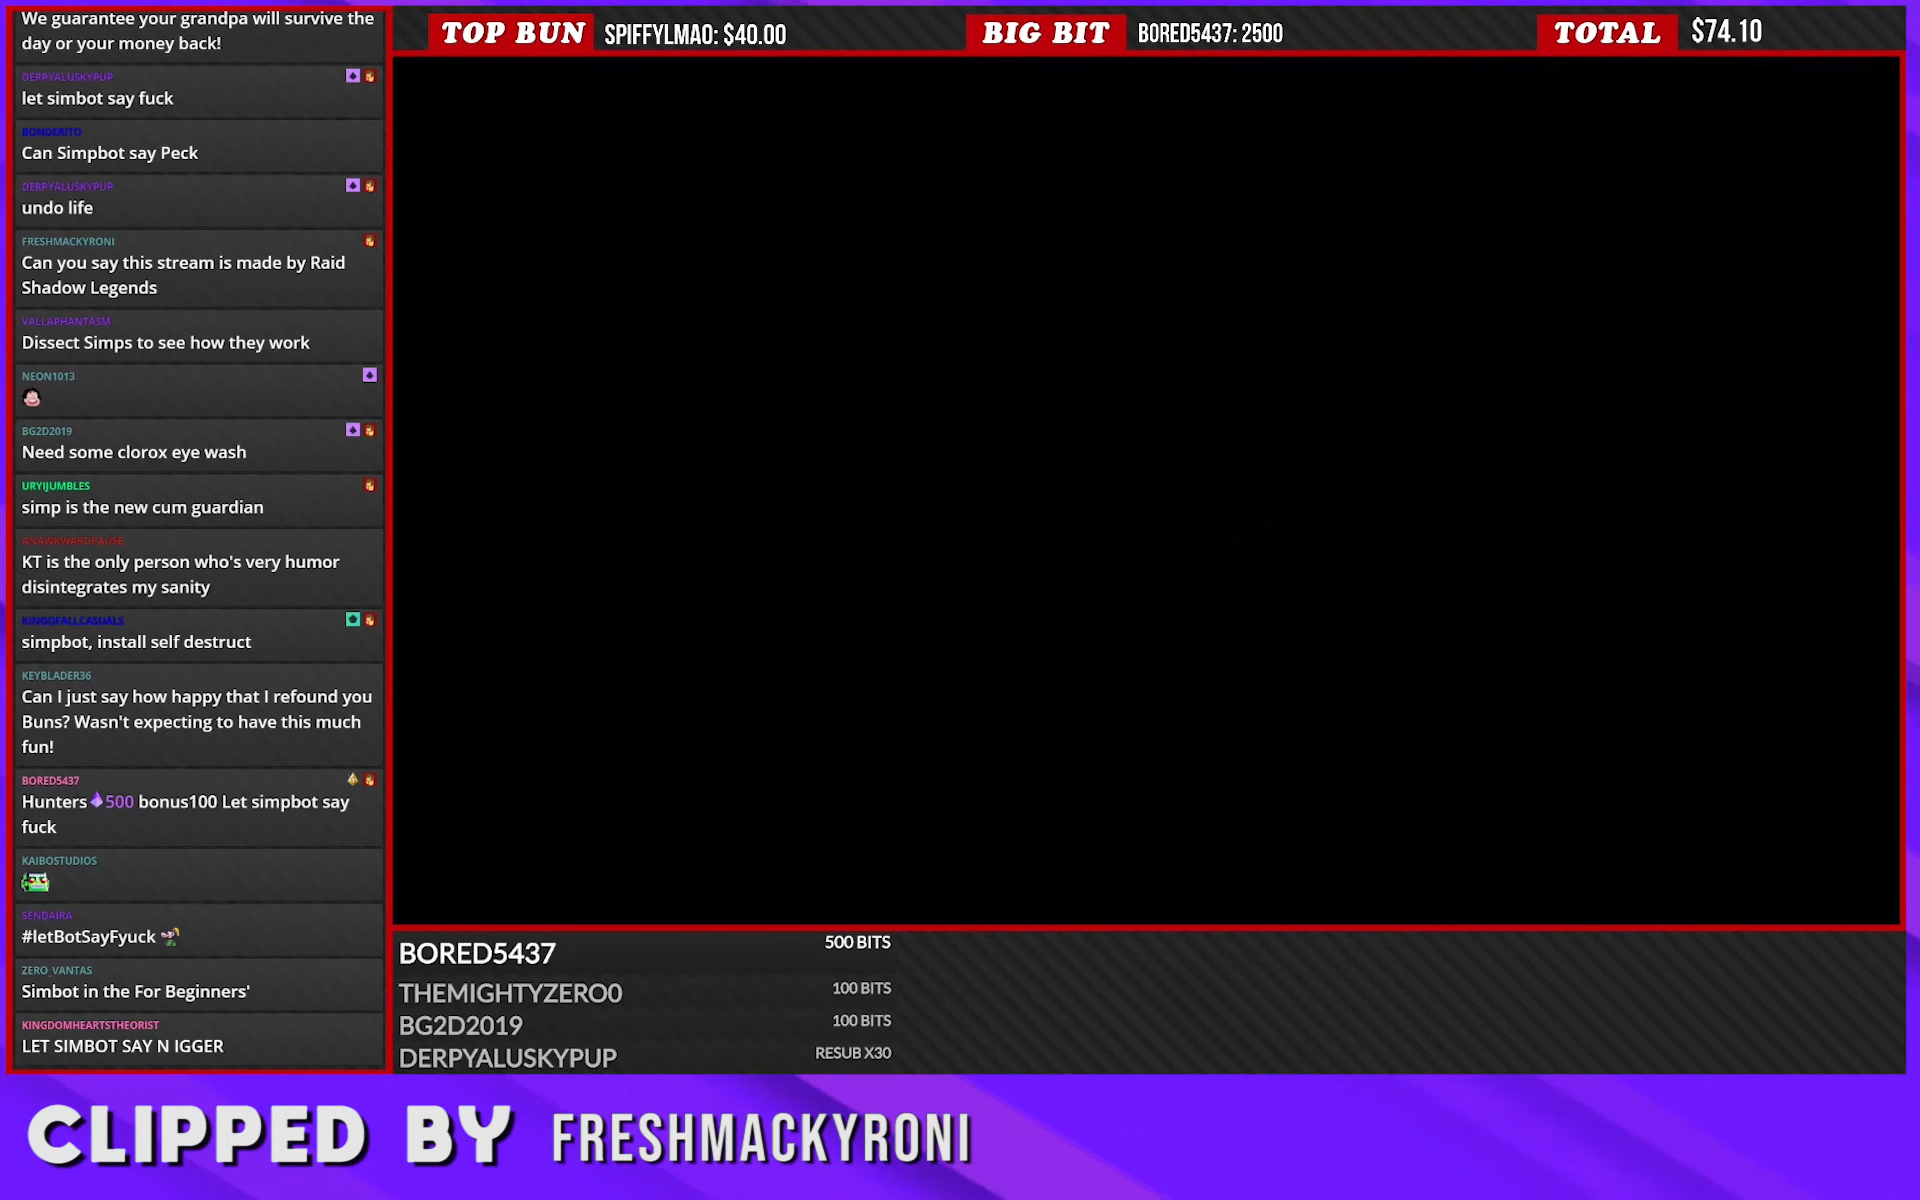 We guarantee your grandpa will survive the
day or your money back!
DERPYALUSKYPUP
let simbot say fuck
BONDERITO
Can Simpbot say Peck
DERPYALUSKYPUP
undo life
FRESHMACKYRONI
Can you say this stream is made by Raid
Shadow Legends
VALLAPHANTASM
Dissect Simps to see how they work
NEON1013
BG2D2019
Need some clorox eye wash
URYIJUMBLES
simp is the new cum guardian
ANAWKWARDPAUSE
KT is the only person who's very humor
disintegrates my sanity
KINGOFALLCASUALS
simpbot, install self destruct
KEYBLADER36
Can I just say how happy that I refound you
Buns? Wasn't expecting to have this much
fun!
BORED5437
Hunters 500 bonus100 Let simpbot say
fuck
KAIBOSTUDIOS
SENDAIRA
#letBotSayFyuck
ZERO_VANTAS
Simbot in the For Beginners'
KINGDOMHEARTSTHEORIST
LET SIMBOT SAY N IGGER
TOP BUN SPIFFYLMAO: $40.00
BIG BIT BORED5437: 2500
TOTAL $74.10
BORED5437 500 BITS
THEMIGHTYZERO0 100 BITS
BG2D2019 100 BITS
DERPYALUSKYPUP RESUB X30
CLIPPED BY FRESHMACKYRONI